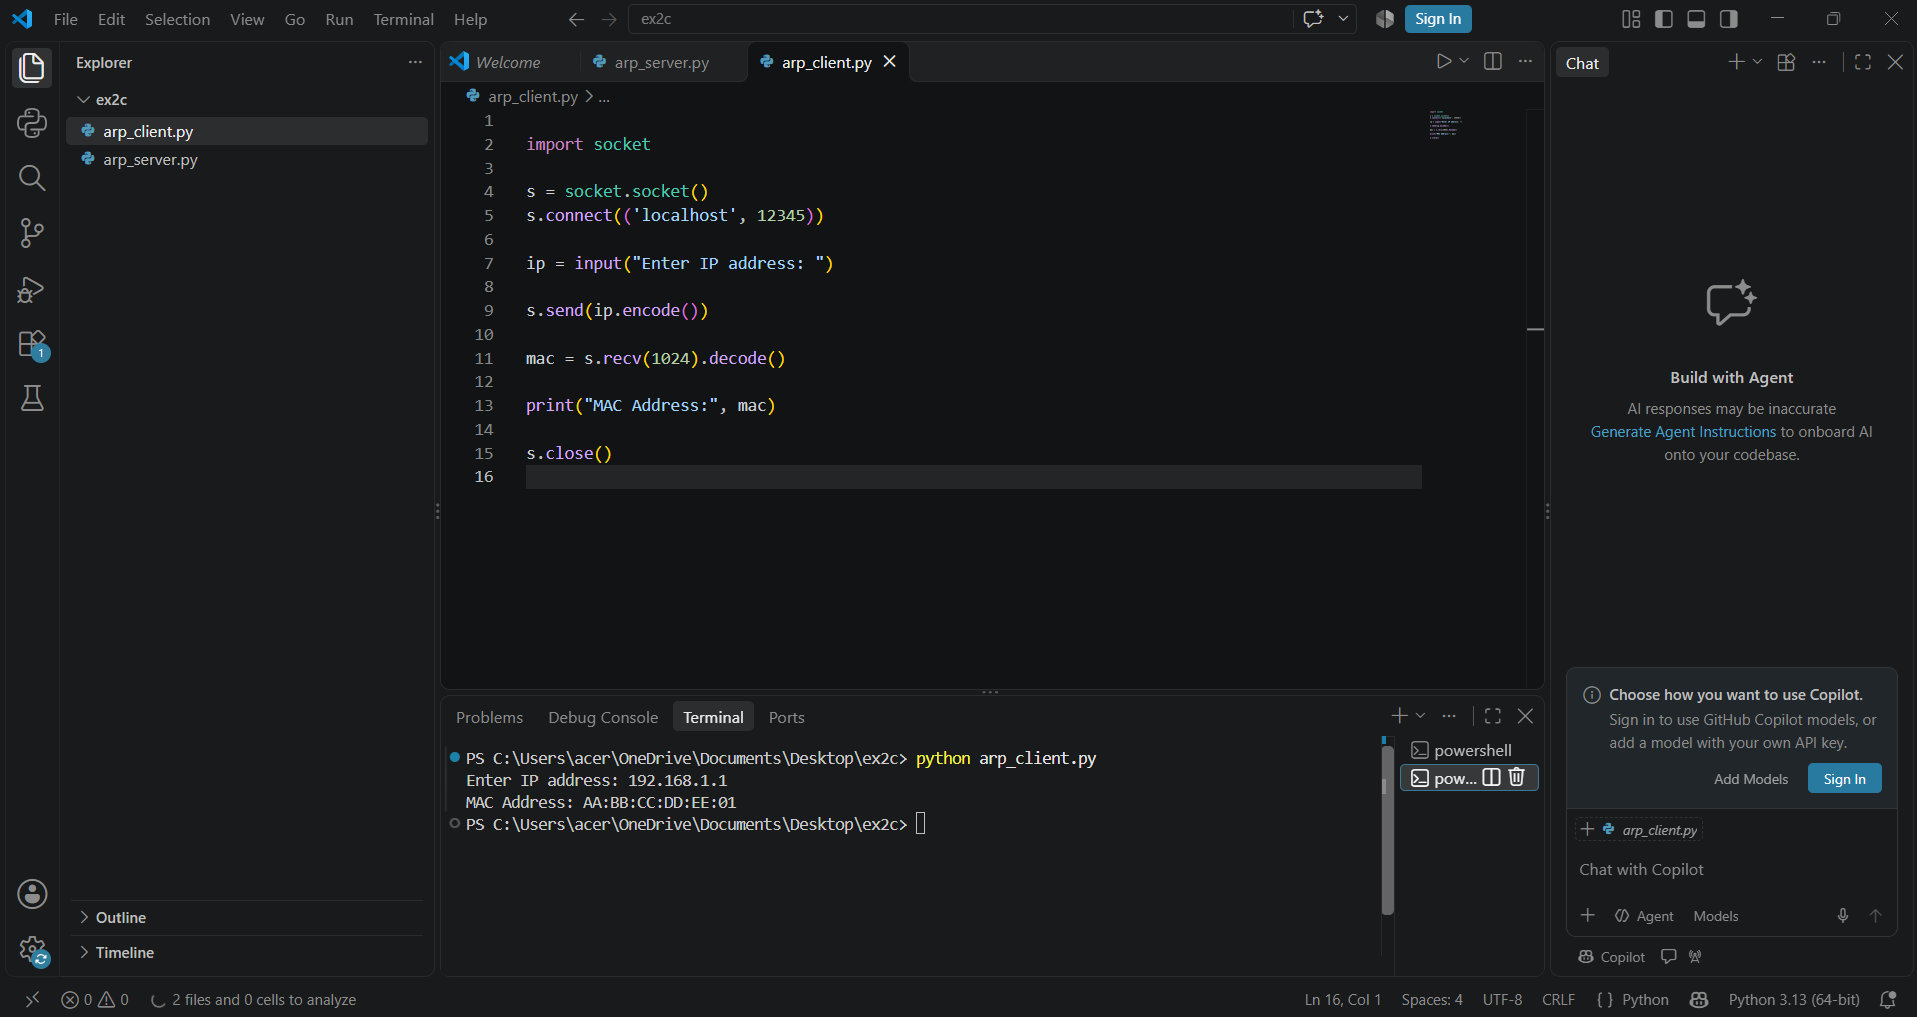 File Edit Selection View Go Run Terminal Help
ex2c
Sign In
Explorer
ex2c
arp_client.py
arp_server.py
Outline
Timeline
1
Welcome
arp_server.py
arp_client.py
arp_client.py > ...
1
2 import socket
3
4 s = socket.socket()
5 s.connect(('localhost', 12345))
6
7 ip = input("Enter IP address: ")
8
9 s.send(ip.encode())
10
11 mac = s.recv(1024).decode()
12
13 print("MAC Address:", mac)
14
15 s.close()
16
Problems Debug Console Terminal Ports
PS C:\Users\acer\OneDrive\Documents\Desktop\ex2c> python arp_client.py
Enter IP address: 192.168.1.1
MAC Address: AA:BB:CC:DD:EE:01
PS C:\Users\acer\OneDrive\Documents\Desktop\ex2c>
powershell
pow...
Chat
Build with Agent
AI responses may be inaccurate
Generate Agent Instructions to onboard AI
onto your codebase.
Choose how you want to use Copilot.
Sign in to use GitHub Copilot models, or
add a model with your own API key.
Add Models Sign In
arp_client.py
Chat with Copilot
Agent Models
Copilot
0 0 2 files and 0 cells to analyze
Ln 16, Col 1 Spaces: 4 UTF-8 CRLF { } Python Python 3.13 (64-bit)